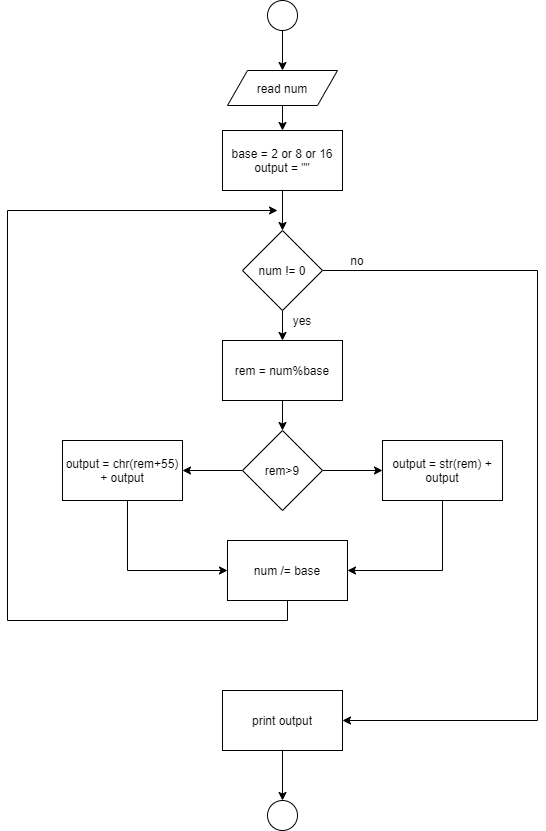 read num
base = 2 or 8 or 16
output = ""
num != 0
no
yes
rem = num%base
output = chr(rem+55)
+ output
rem>9
output = str(rem) +
output
num /= base
print output